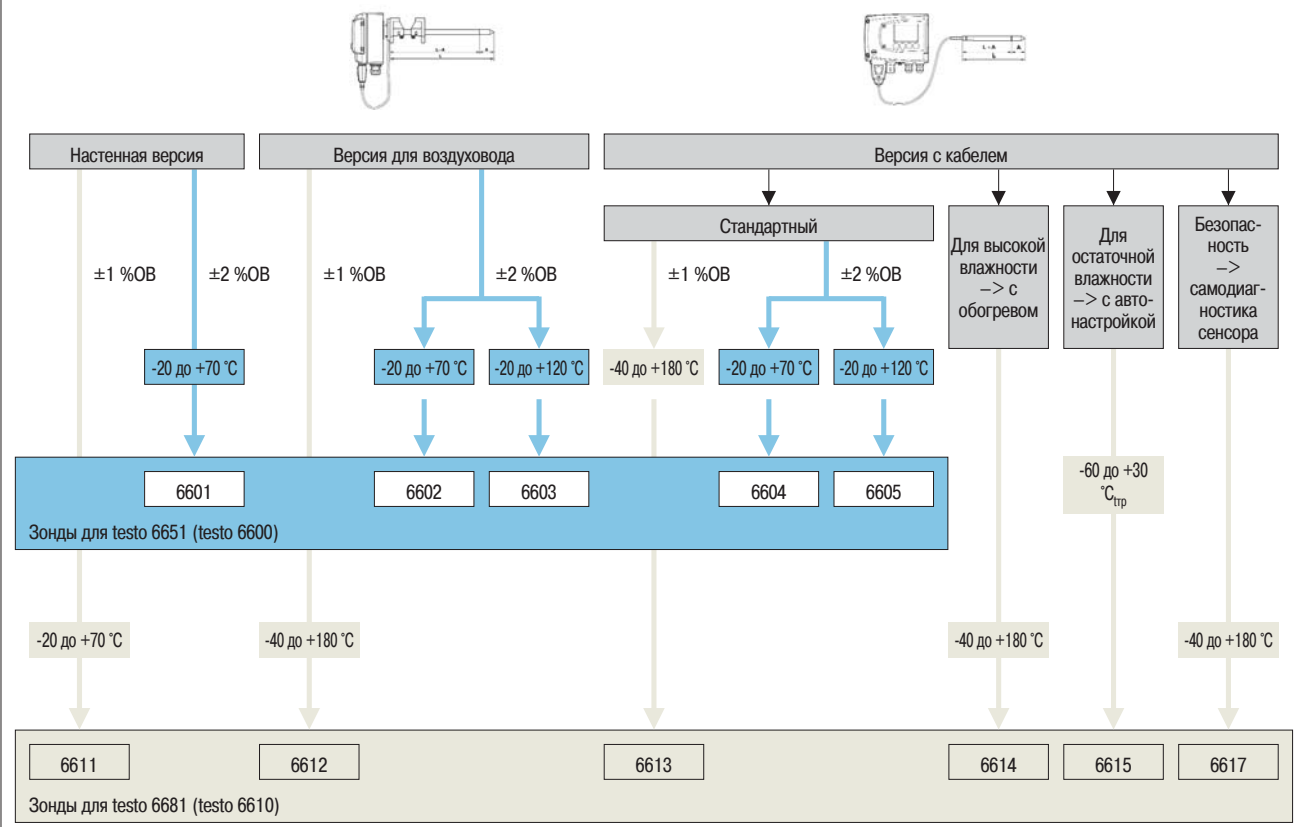 L-A
A
L
L - A
A
L
Настенная версия
Версия для воздуховода
Версия с кабелем
Стандартный
Для высокой
влажности
–> с
обогревом
Для
остаточной
влажности
–> с авто-
настройкой
Безопас-
ность
–>
самодиаг-
ностика
сенсора
±1 %ОВ
±2 %ОВ
±1 %ОВ
±2 %ОВ
±1 %ОВ
±2 %ОВ
-20 до +70 ˚C
-20 до +70 ˚C
-20 до +120 ˚C
-40 до +180 ˚C
-20 до +70 ˚C
-20 до +120 ˚C
6601
6602
6603
6604
6605
-60 до +30
˚Cтгр
Зонды для testo 6651 (testo 6600)
-20 до +70 ˚C
-40 до +180 ˚C
-40 до +180 ˚C
-40 до +180 ˚C
6611
6612
6613
6614
6615
6617
Зонды для testo 6681 (testo 6610)